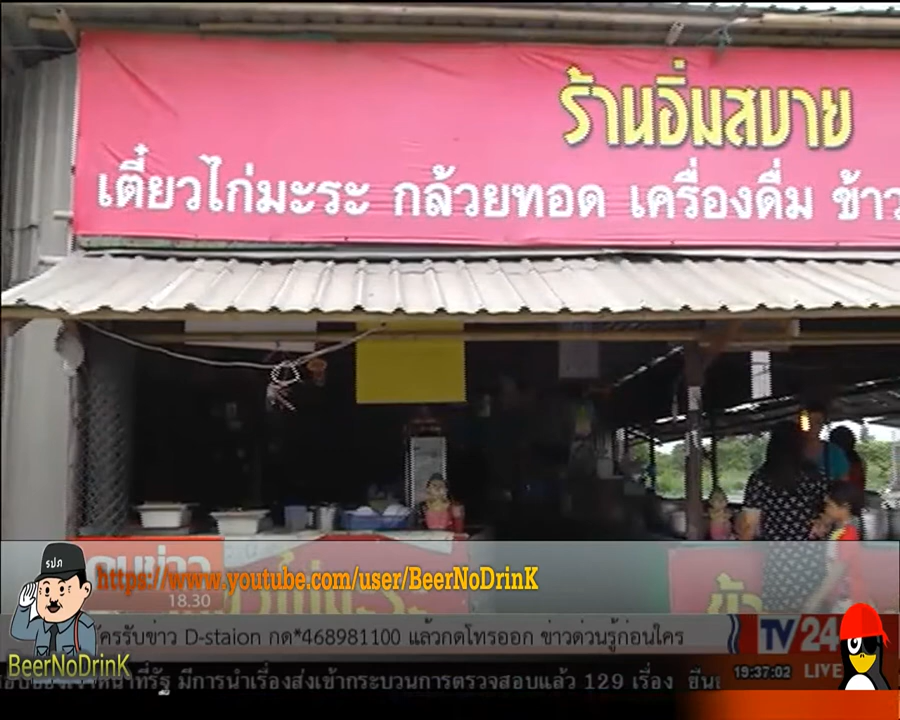 ร้านอิ่มสบาย
เตี๋ยวไก่มะระ กล้วยทอด เครื่องดื่ม ข้าว
รปภ
https://www.youtube.com/user/BeerNoDrinK
18.30
ครรับข่าว D-staion กด*468981100 แล้วกดโทรออก ข่าวด่วนรู้ก่อนใคร
TV24
BeerNoDrinK
19:37:02 LIVE
หน้าที่รัฐ มีการนำเรื่องส่งเข้ากระบวนการตรวจสอบแล้ว 129 เรื่อง